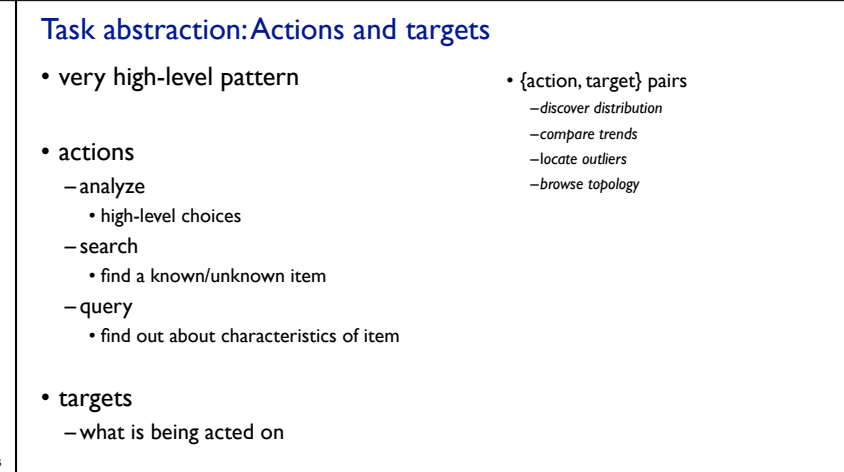 Task abstraction: Actions and targets
• very high-level pattern
• actions
– analyze
• high-level choices
– search
• find a known/unknown item
– query
• find out about characteristics of item
• targets
– what is being acted on
• {action, target} pairs
– discover distribution
– compare trends
– locate outliers
– browse topology